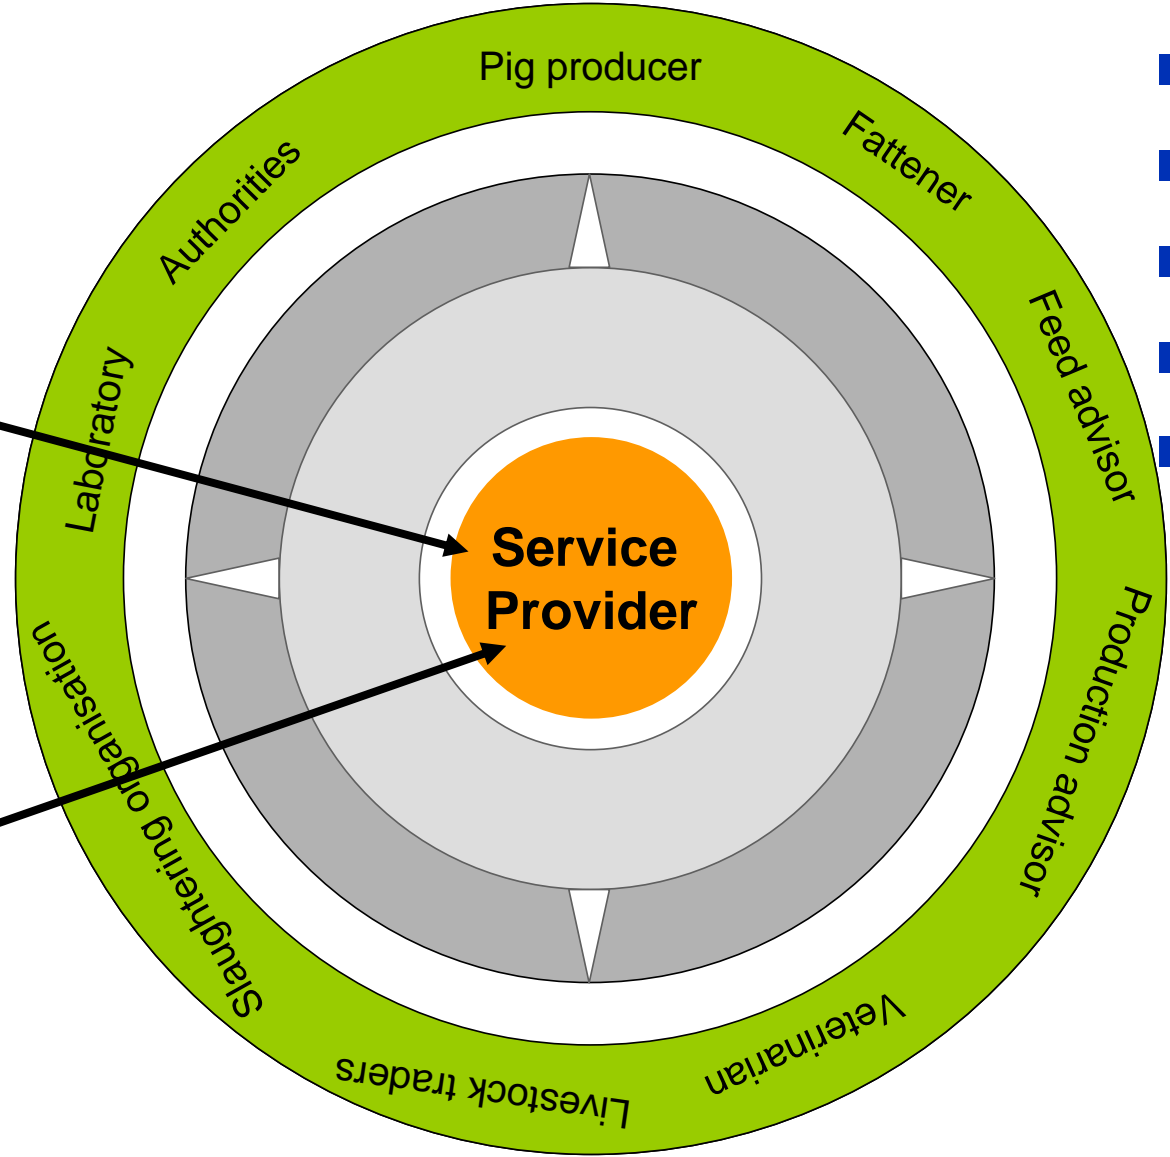 Pig producer
Fattener
Feed advisor
Production advisor
Veterinarian
Livestock traders
Slaughtering organisation
Laboratory
Authorities
Service
Provider